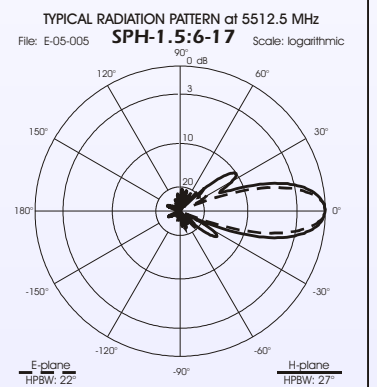 TYPICAL RADIATION PATTERN at 5512.5 MHz
File: E-05-005 SPH-1.5:6-17 Scale: logarithmic
90°
0 dB
120° 60°
3
150° 30°
10
20
180° 0°
-150° -30°
-120° -60°
-90°
E-plane H-plane
HPBW: 22° HPBW: 27°